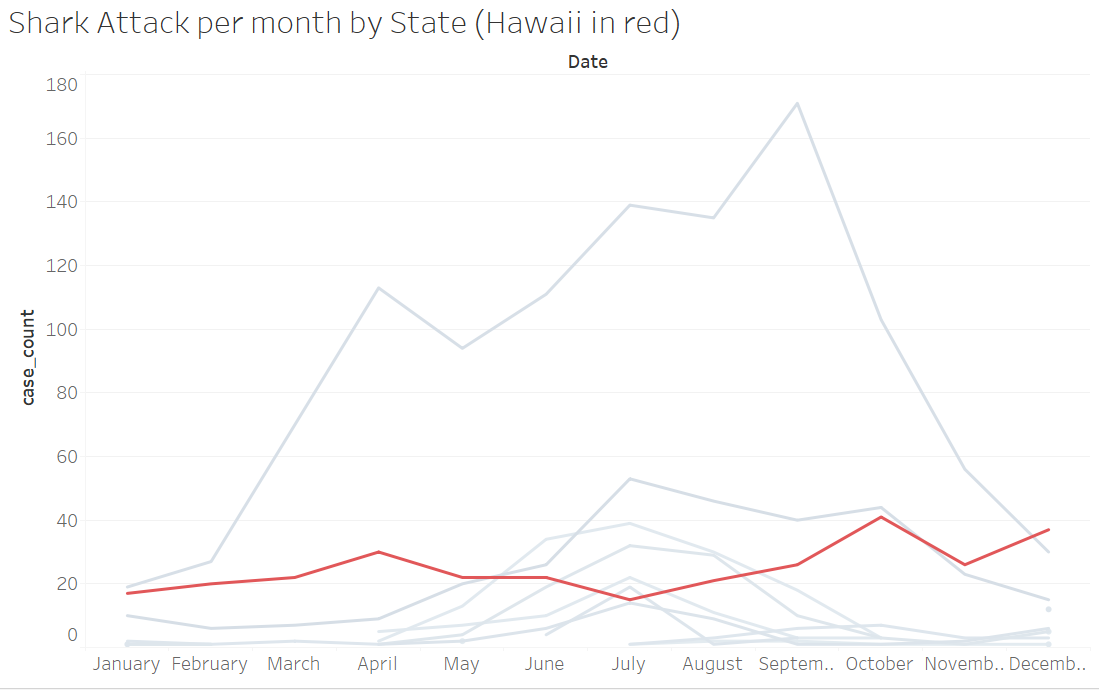 Shark Attack per month by State (Hawaii in red)
Date
180
160
140
120
100
80
60
40
20
0
case_count
January February March April May June July August Septem.. October Novemb.. Decemb..